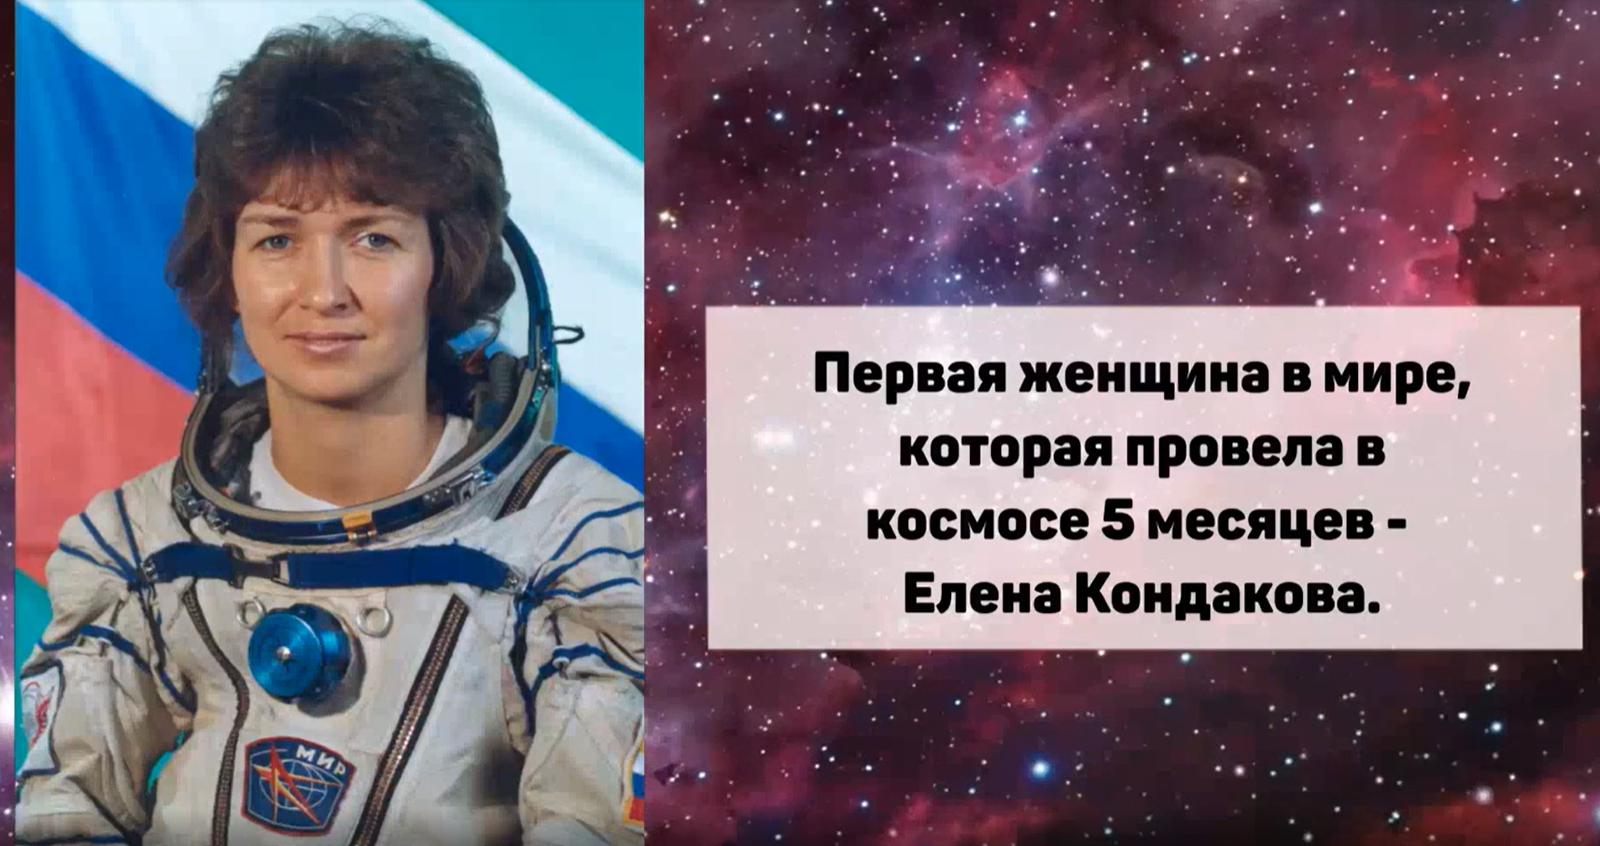 Первая женщина в мире,
которая провела в
космосе 5 месяцев -
Елена Кондакова.
МИР